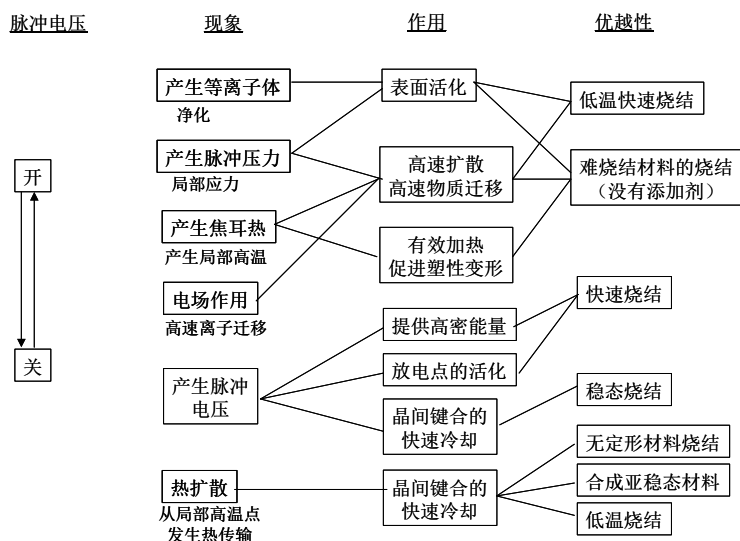 脉冲电压
现象
作用
优越性
产生等离子体
净化
表面活化
低温快速烧结
产生脉冲压力
局部应力
高速扩散
高速物质迁移
难烧结材料的烧结
（没有添加剂）
开
产生焦耳热
产生局部高温
有效加热
促进塑性变形
电场作用
高速离子迁移
快速烧结
提供高密能量
关
产生脉冲
电压
放电点的活化
稳态烧结
晶间键合的
快速冷却
无定形材料烧结
热扩散
从局部高温点
发生热传输
晶间键合的
快速冷却
合成亚稳态材料
低温烧结